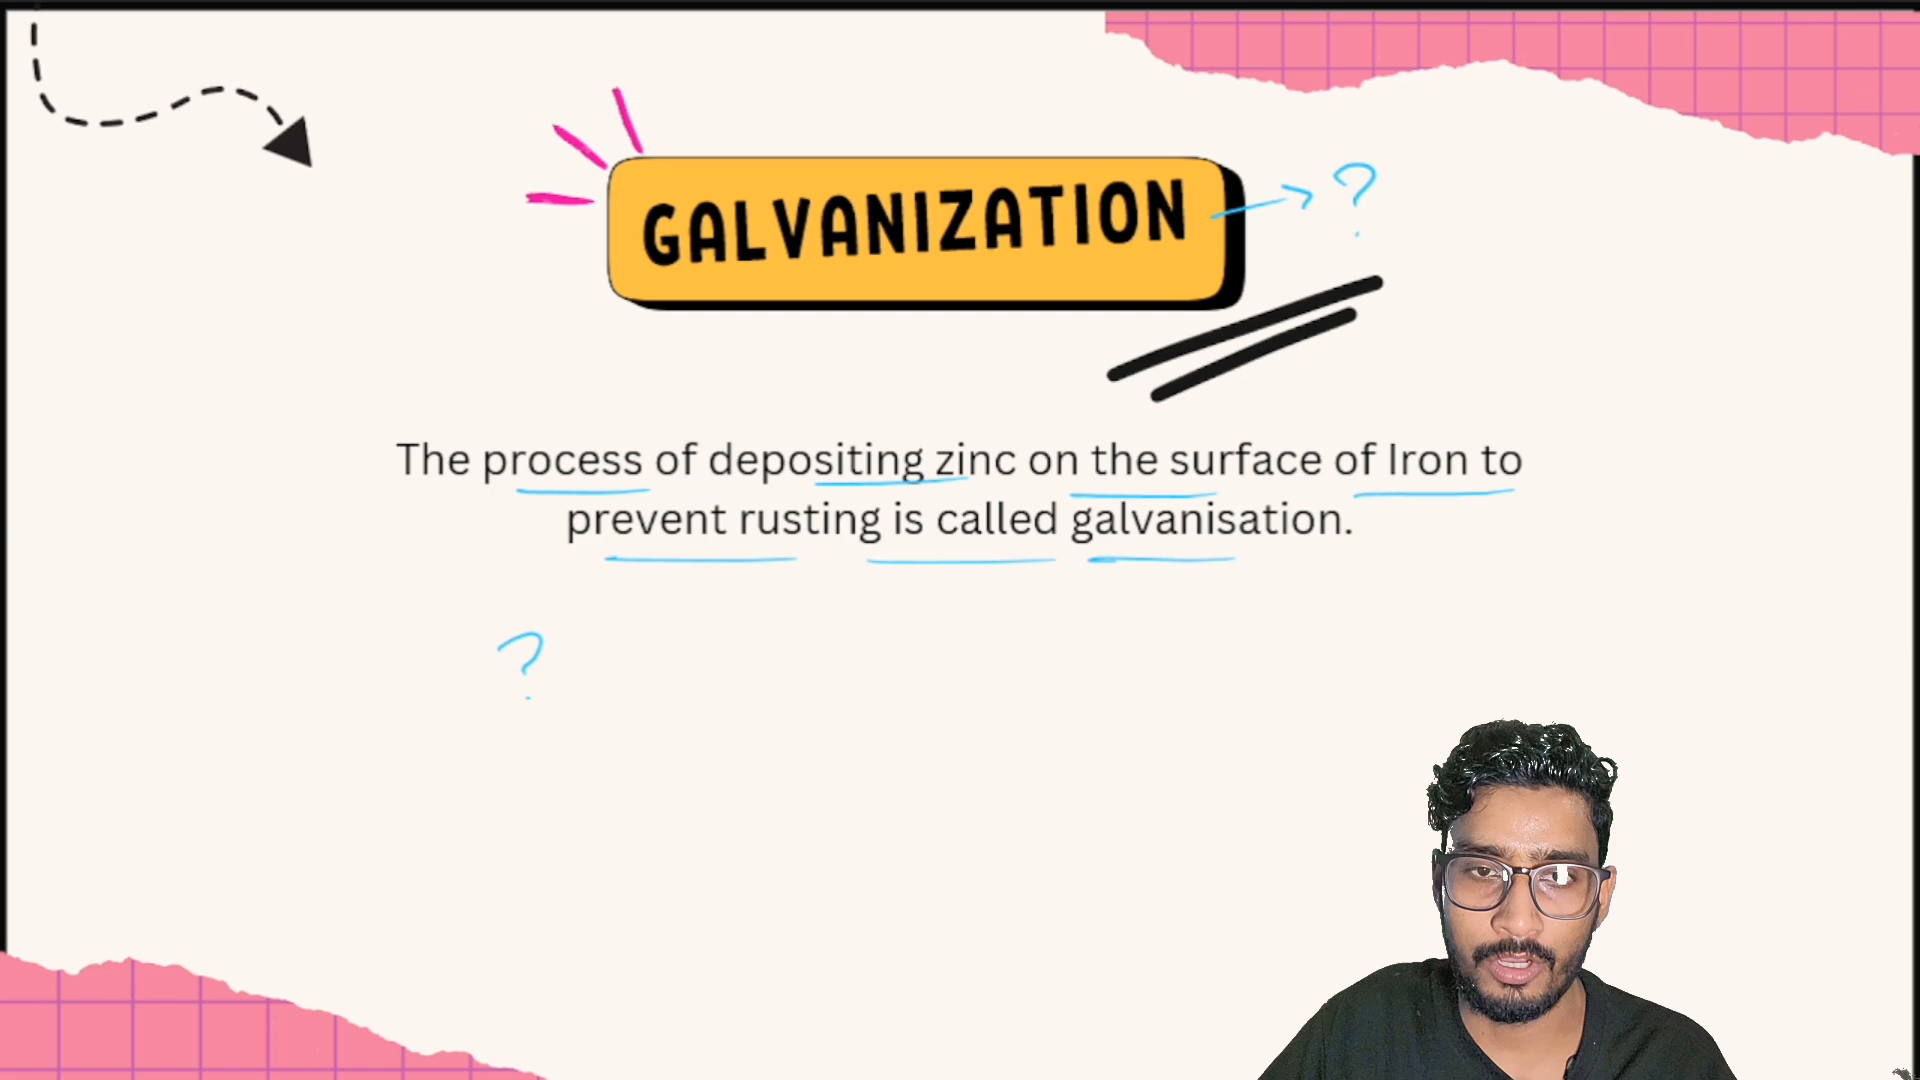 GALVANIZATION
?
The process of depositing zinc on the surface of Iron to
prevent rusting is called galvanisation.
?